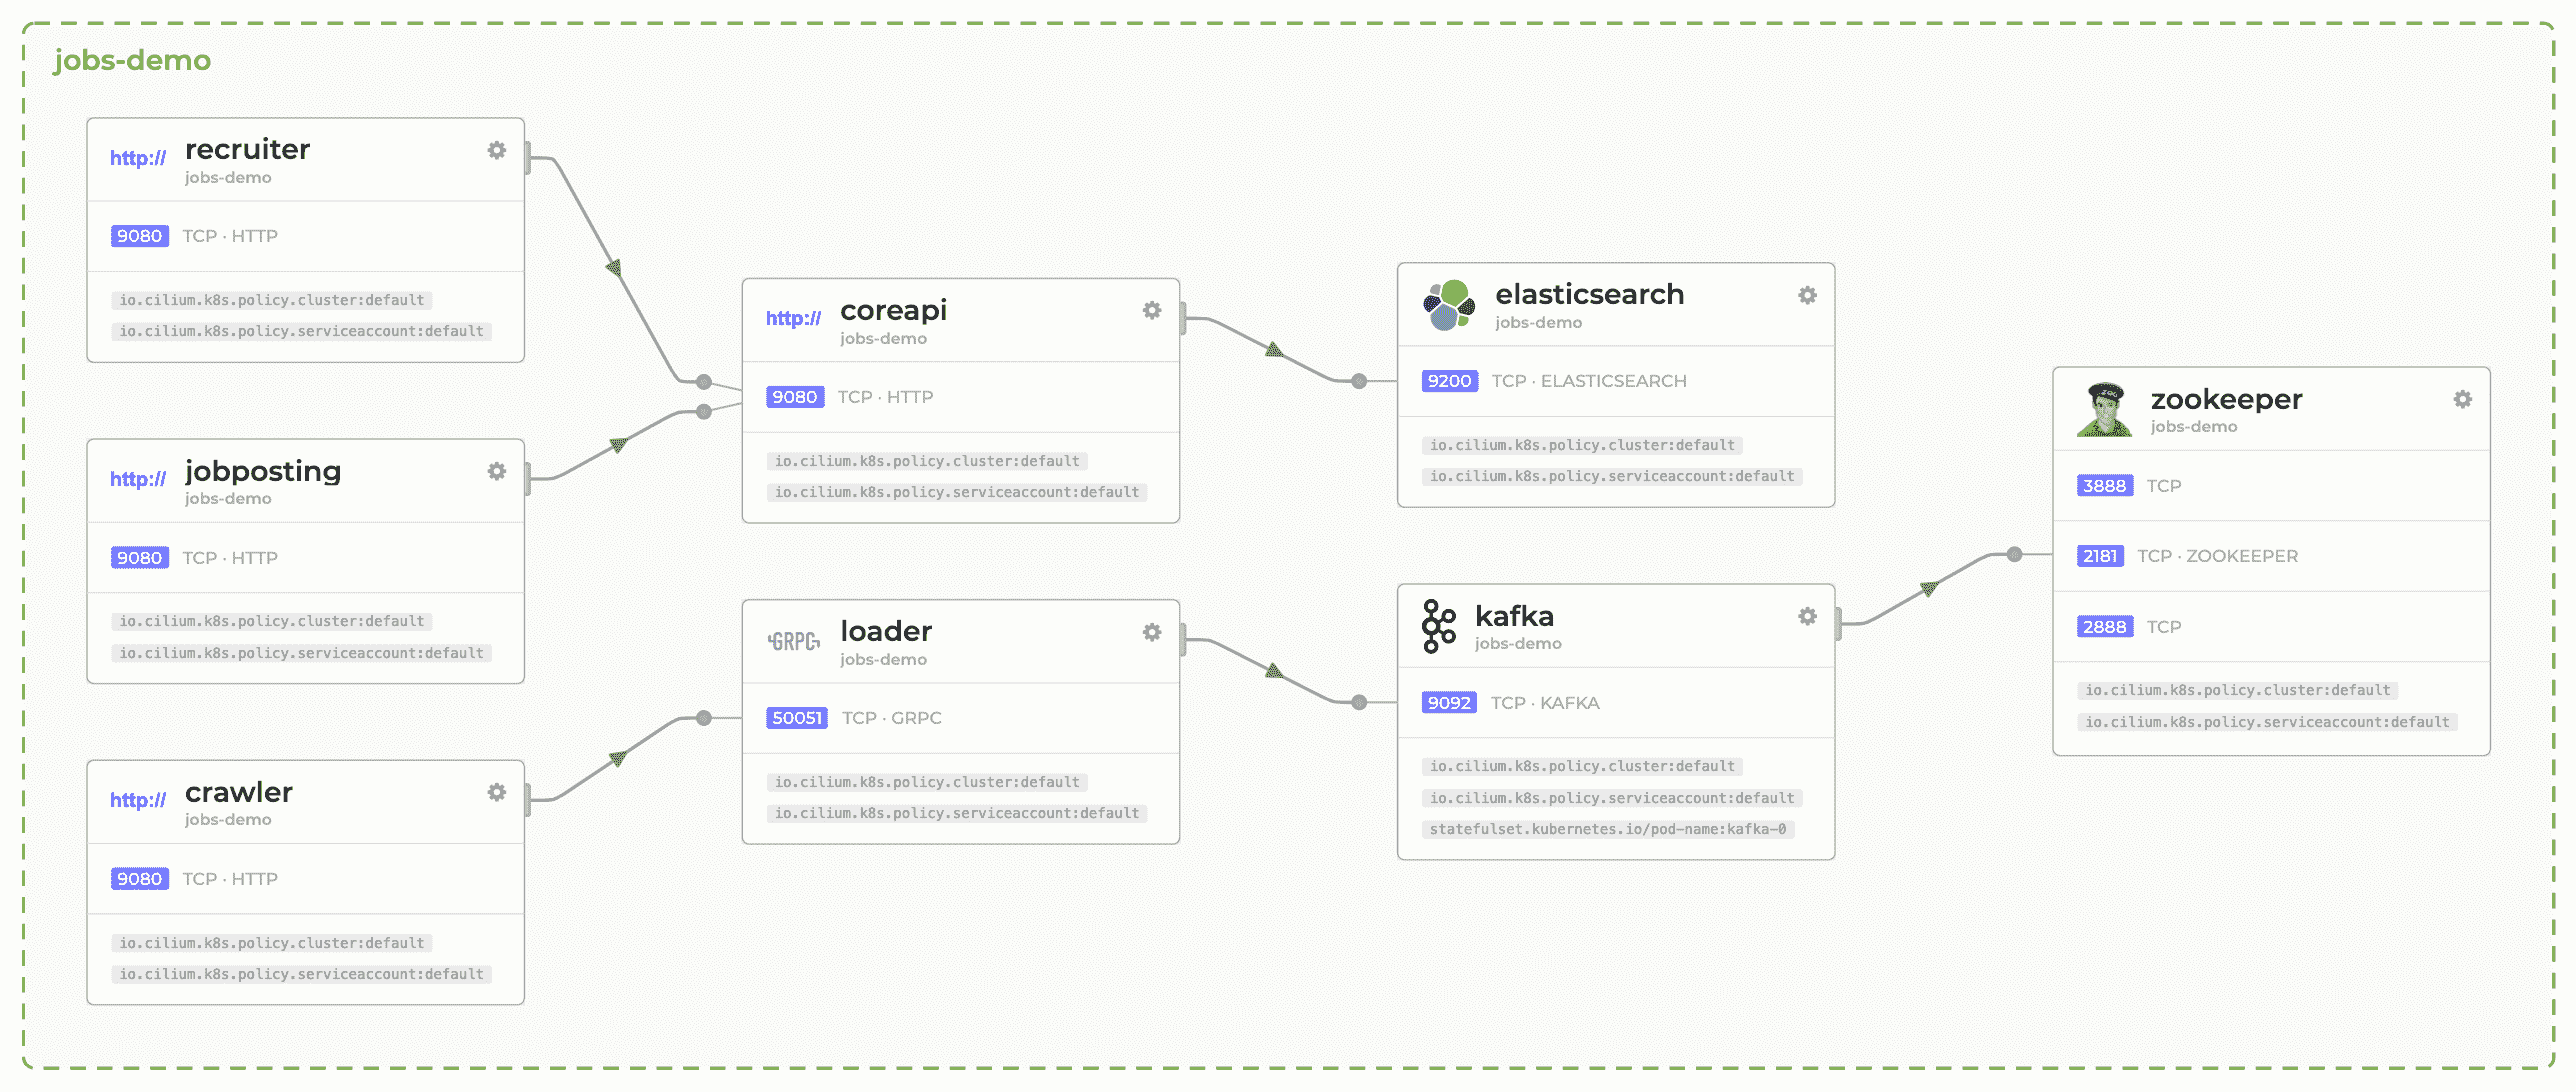 jobs-demo
http://
recruiter
jobs-demo
9080 TCP · HTTP
io.cilium.k8s.policy.cluster:default
io.cilium.k8s.policy.serviceaccount:default
http://
jobposting
jobs-demo
9080 TCP · HTTP
io.cilium.k8s.policy.cluster:default
io.cilium.k8s.policy.serviceaccount:default
http://
crawler
jobs-demo
9080 TCP · HTTP
io.cilium.k8s.policy.cluster:default
io.cilium.k8s.policy.serviceaccount:default
http://
coreapi
jobs-demo
9080 TCP · HTTP
io.cilium.k8s.policy.cluster:default
io.cilium.k8s.policy.serviceaccount:default
GRPC
loader
jobs-demo
50051 TCP · GRPC
io.cilium.k8s.policy.cluster:default
io.cilium.k8s.policy.serviceaccount:default
elasticsearch
jobs-demo
9200 TCP · ELASTICSEARCH
io.cilium.k8s.policy.cluster:default
io.cilium.k8s.policy.serviceaccount:default
kafka
jobs-demo
9092 TCP · KAFKA
io.cilium.k8s.policy.cluster:default
io.cilium.k8s.policy.serviceaccount:default
statefulset.kubernetes.io/pod-name:kafka-0
ZOO
zookeeper
jobs-demo
3888 TCP
2181 TCP · ZOOKEEPER
2888 TCP
io.cilium.k8s.policy.cluster:default
io.cilium.k8s.policy.serviceaccount:default